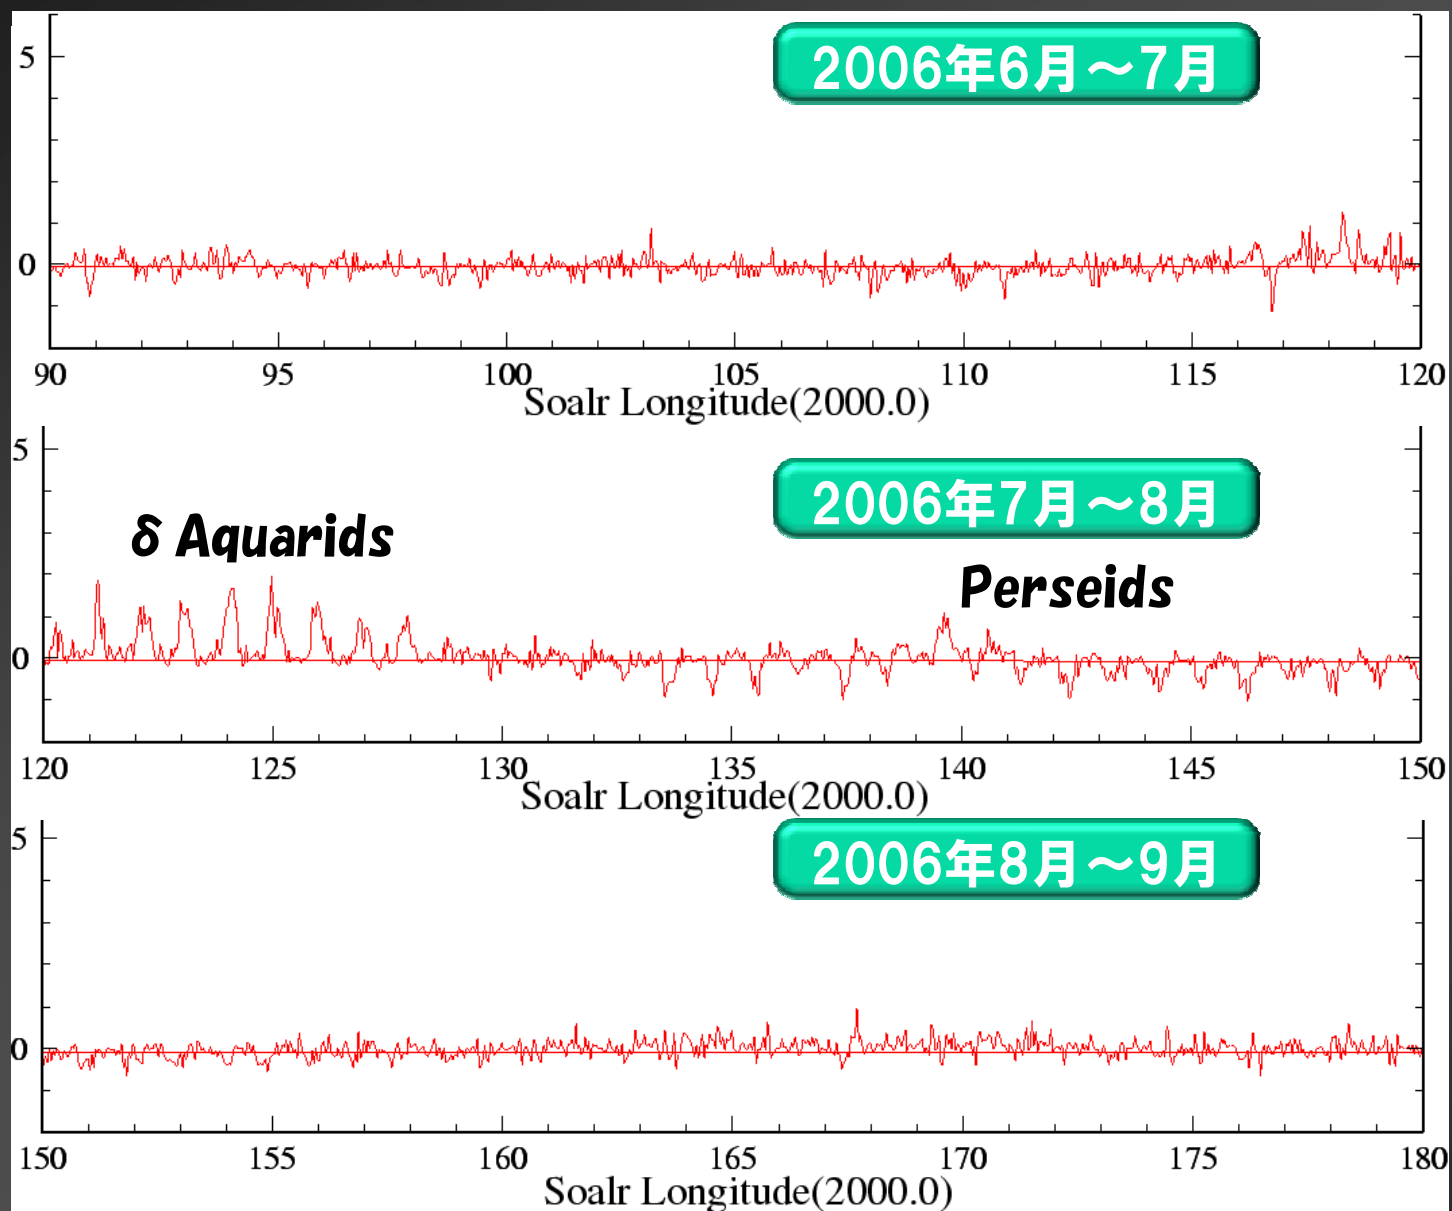 5
2006年6月～7月
0
90 95 100 105 110 115 120
Soalr Longitude(2000.0)
5
2006年7月～8月
δ Aquarids
Perseids
0
120 125 130 135 140 145 150
Soalr Longitude(2000.0)
5
2006年8月～9月
0
150 155 160 165 170 175 180
Soalr Longitude(2000.0)